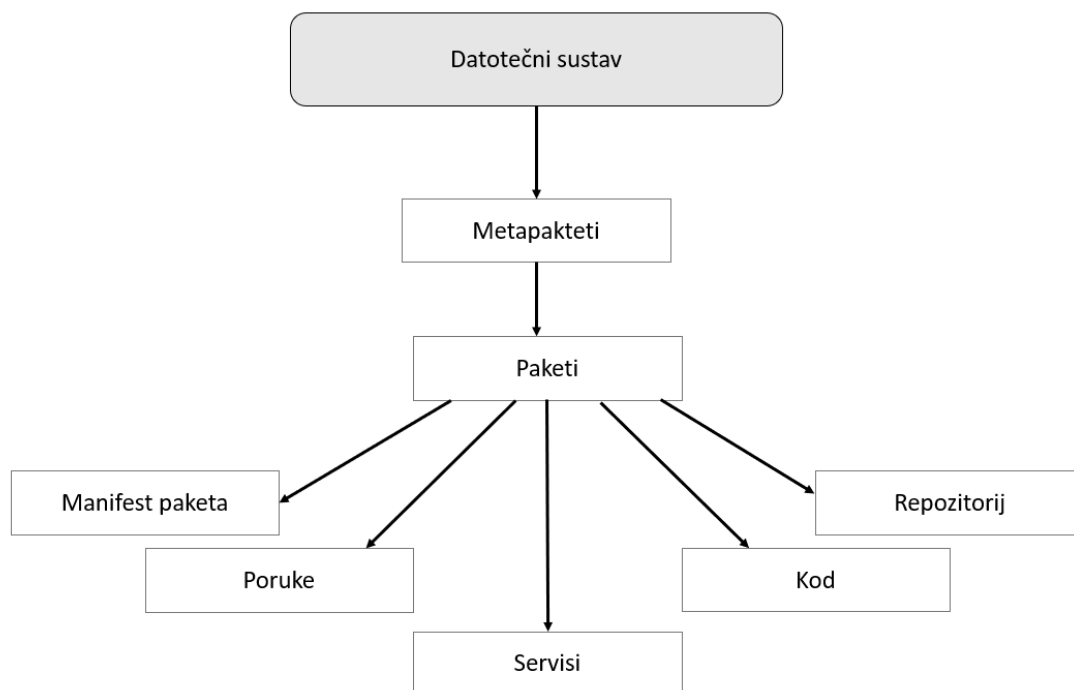 Datotečni sustav
Metapakteti
Paketi
Manifest paketa
Repozitorij
Poruke
Kod
Servisi